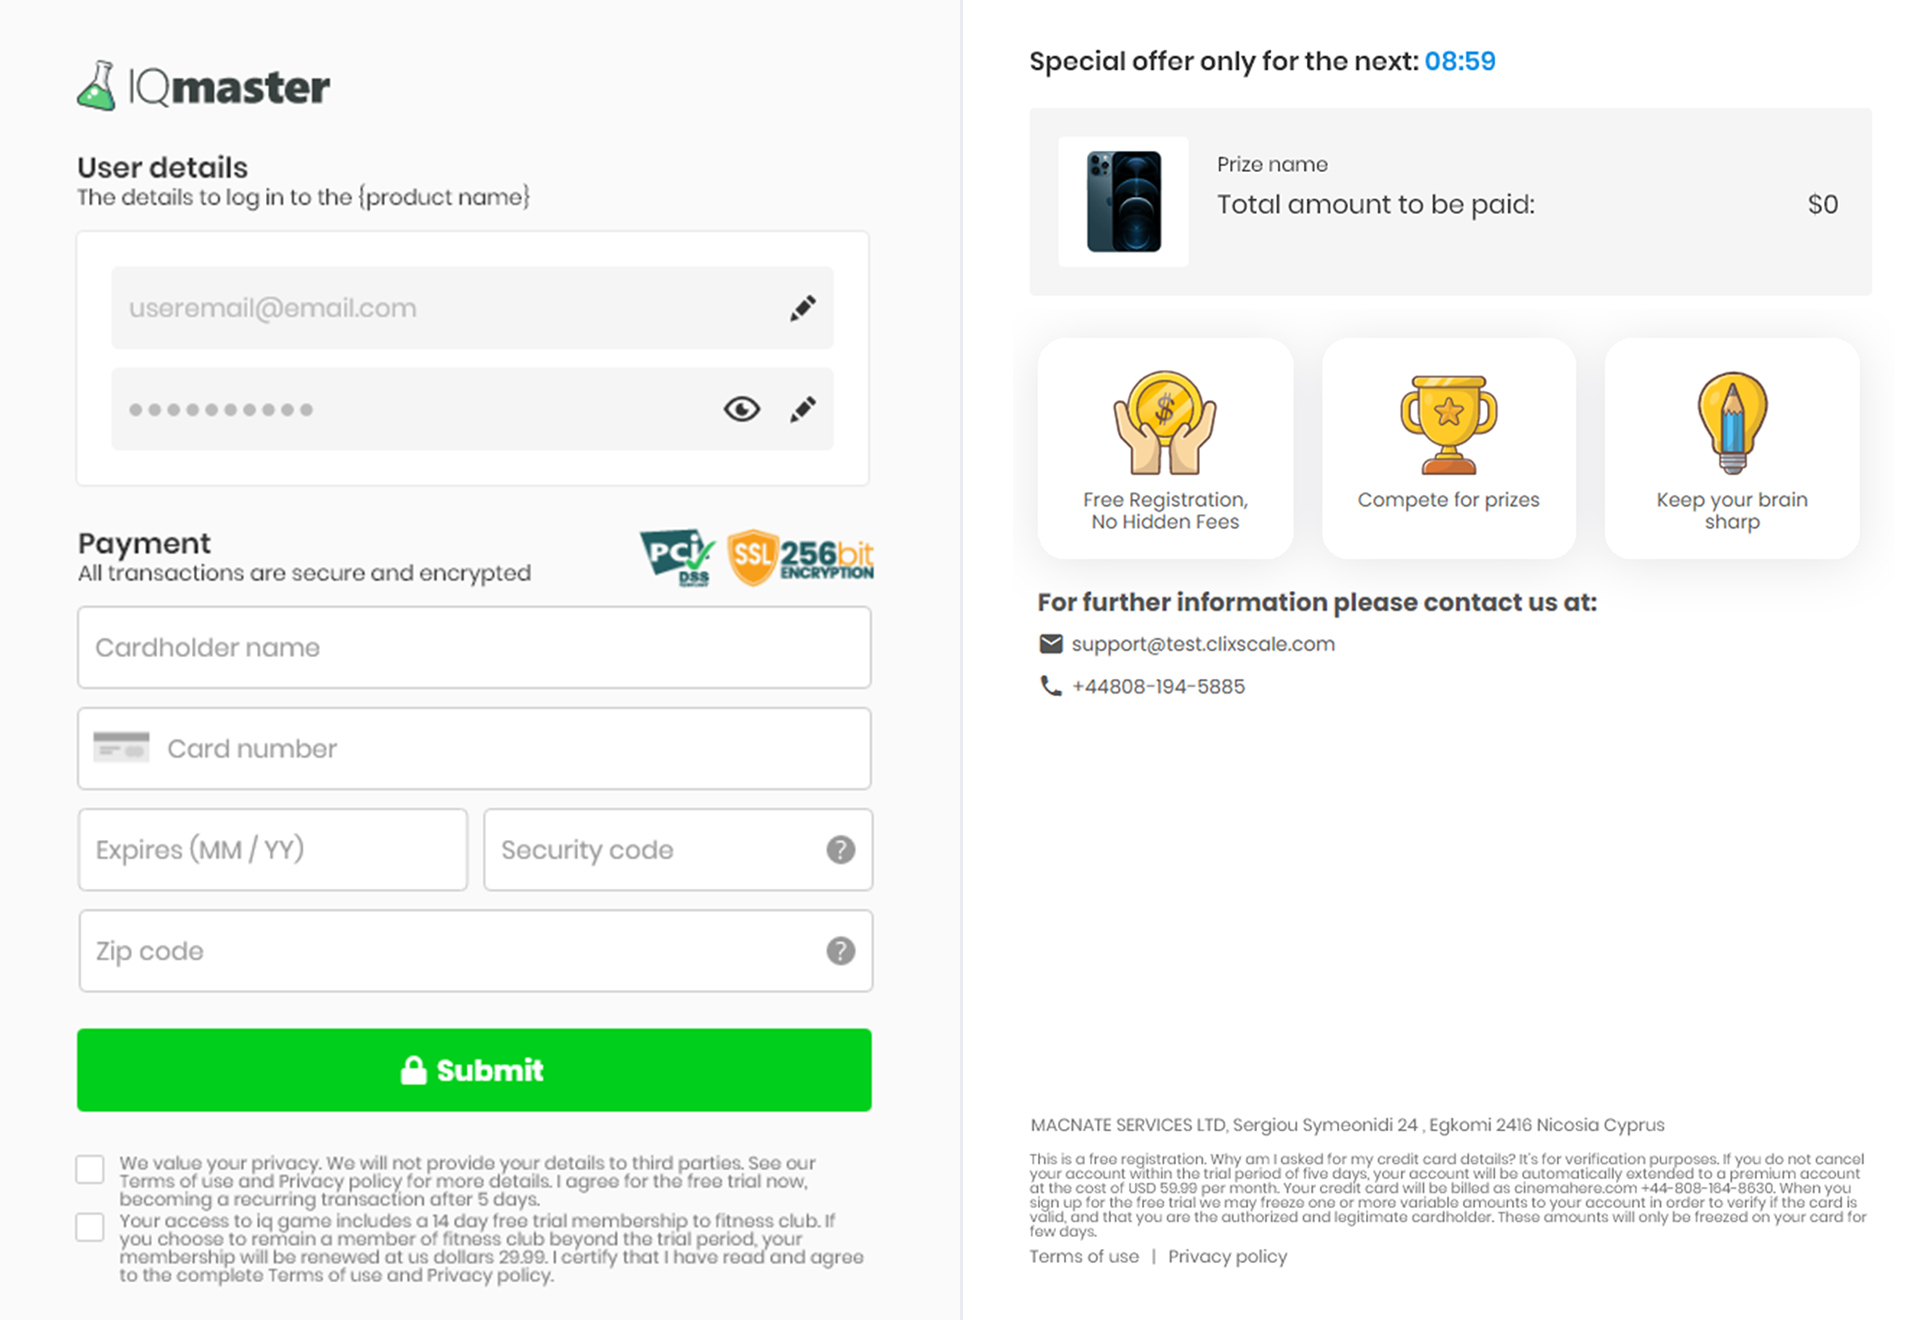 IQmaster
User details
The details to log in to the {product name}
useremail@email.com
Payment
All transactions are secure and encrypted
PCi
DSS
SSL 256bit
ENCRYPTION
Cardholder name
Card number
Expires (MM / YY)
Security code ?
Zip code ?
Submit
We value your privacy. We will not provide your details to third parties. See our
Terms of use and Privacy policy for more details. I agree for the free trial now,
becoming a recurring transaction after 5 days.
Your access to iq game includes a 14 day free trial membership to fitness club. If
you choose to remain a member of fitness club beyond the trial period, your
membership will be renewed at us dollars 29.99. I certify that I have read and agree
to the complete Terms of use and Privacy policy.
Special offer only for the next: 08:59
Prize name
Total amount to be paid: $0
Free Registration,
No Hidden Fees
Compete for prizes
Keep your brain
sharp
For further information please contact us at:
support@test.clixscale.com
+44808-194-5885
MACNATE SERVICES LTD, Sergiou Symeonidi 24 , Egkomi 2416 Nicosia Cyprus
This is a free registration. Why am I asked for my credit card details? It's for verification purposes. If you do not cancel
your account within the trial period of five days, your account will be automatically extended to a premium account
at the cost of USD 59.99 per month. Your credit card will be billed as cinemahere.com +44-808-164-8630. When you
sign up for the free trial we may freeze one or more variable amounts to your account in order to verify if the card is
valid, and that you are the authorized and legitimate cardholder. These amounts will only be freezed on your card for
few days.
Terms of use | Privacy policy